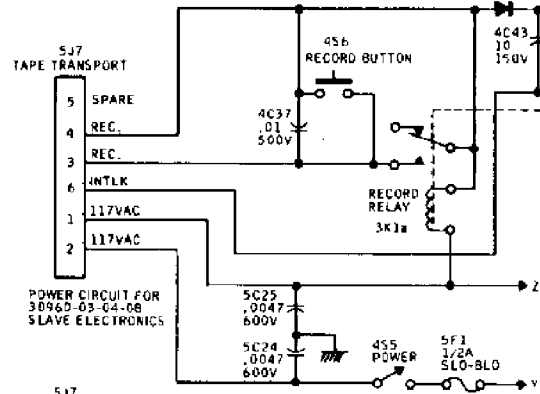 5J7
TAPE TRANSPORT
5 SPARE
4 REC.
3 REC.
6 INTLK
1 117VAC
2 117VAC
POWER CIRCUIT FOR
30960-03-04-08
SLAVE ELECTRONICS
4S6
RECORD BUTTON
4C37
.01
500V
4C43
10
150V
RECORD
RELAY
3K1a
5C25
.0047
600V
5C24
.0047
600V
4S5
POWER
5F1
1/2A
SLO-BLO
Z
Y
5J7